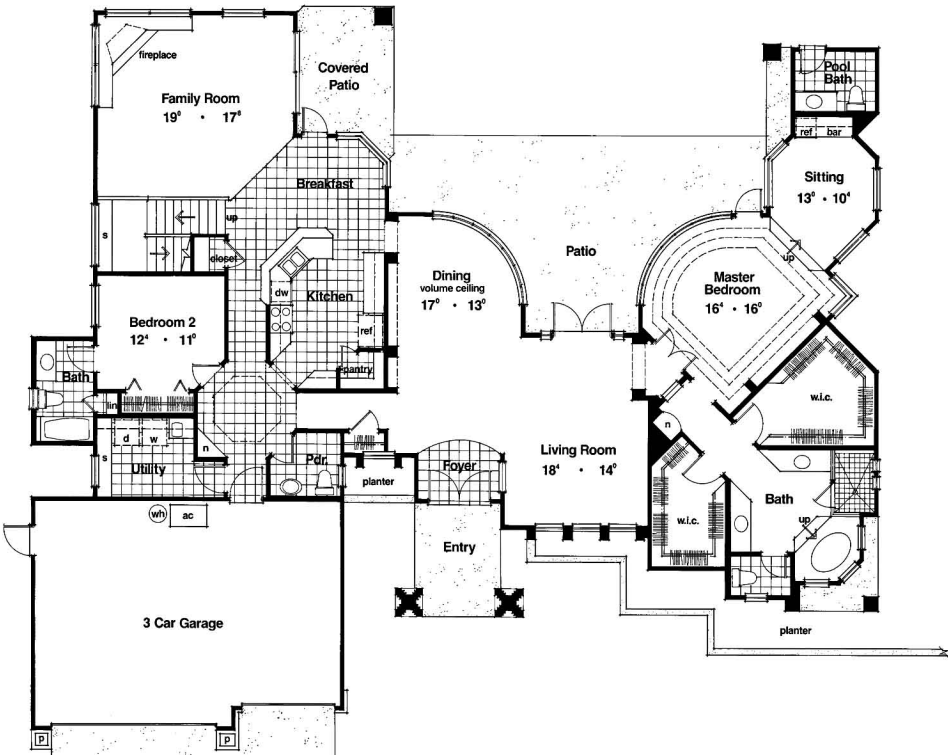 fireplace
Family Room
19⁰ · 17⁸
Covered
Patio
Pool
Bath
ref bar
Sitting
13⁰ · 10⁴
Breakfast
up
s
closet
Dining
volume ceiling
17⁰ · 13⁰
Patio
up
Master
Bedroom
16⁴ · 16⁰
dw
Kitchen
ref
pantry
Bedroom 2
12⁴ · 11⁰
Bath
lin
w.i.c.
d w
n
s
Utility
Pdr.
planter
Foyer
Living Room
18⁴ · 14⁰
n
w.i.c.
Bath
up
wh
ac
Entry
3 Car Garage
planter
p
p